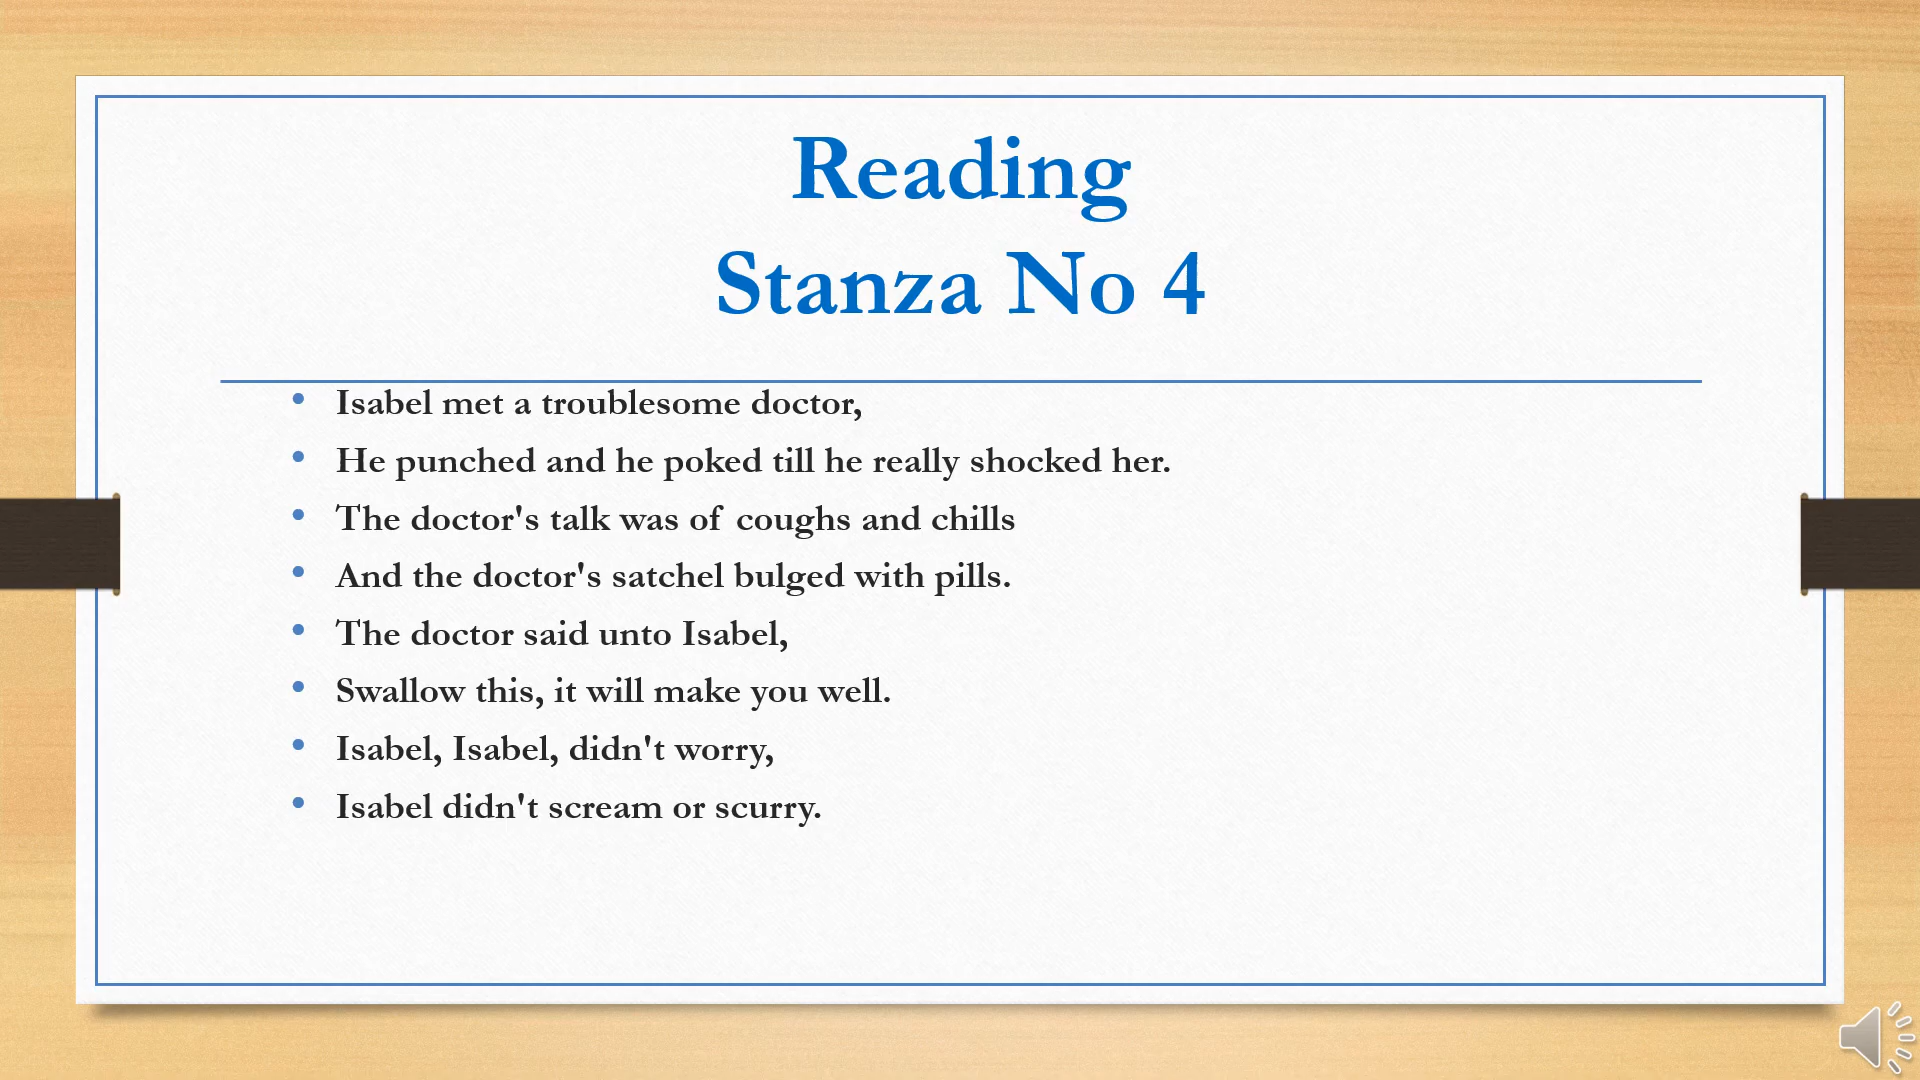 Reading
Stanza No 4
• Isabel met a troublesome doctor,
• He punched and he poked till he really shocked her.
• The doctor's talk was of coughs and chills
• And the doctor's satchel bulged with pills.
• The doctor said unto Isabel,
• Swallow this, it will make you well.
• Isabel, Isabel, didn't worry,
• Isabel didn't scream or scurry.